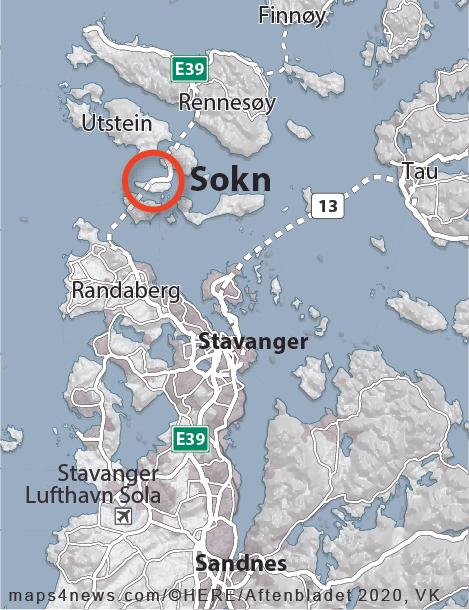 Finnøy
E39
Rennesøy
Utstein
Sokn
Tau
13
Randaberg
Stavanger
E39
Stavanger
Lufthavn Sola
Sandnes
maps4news.com/©HERE/Aftenbladet 2020, VK